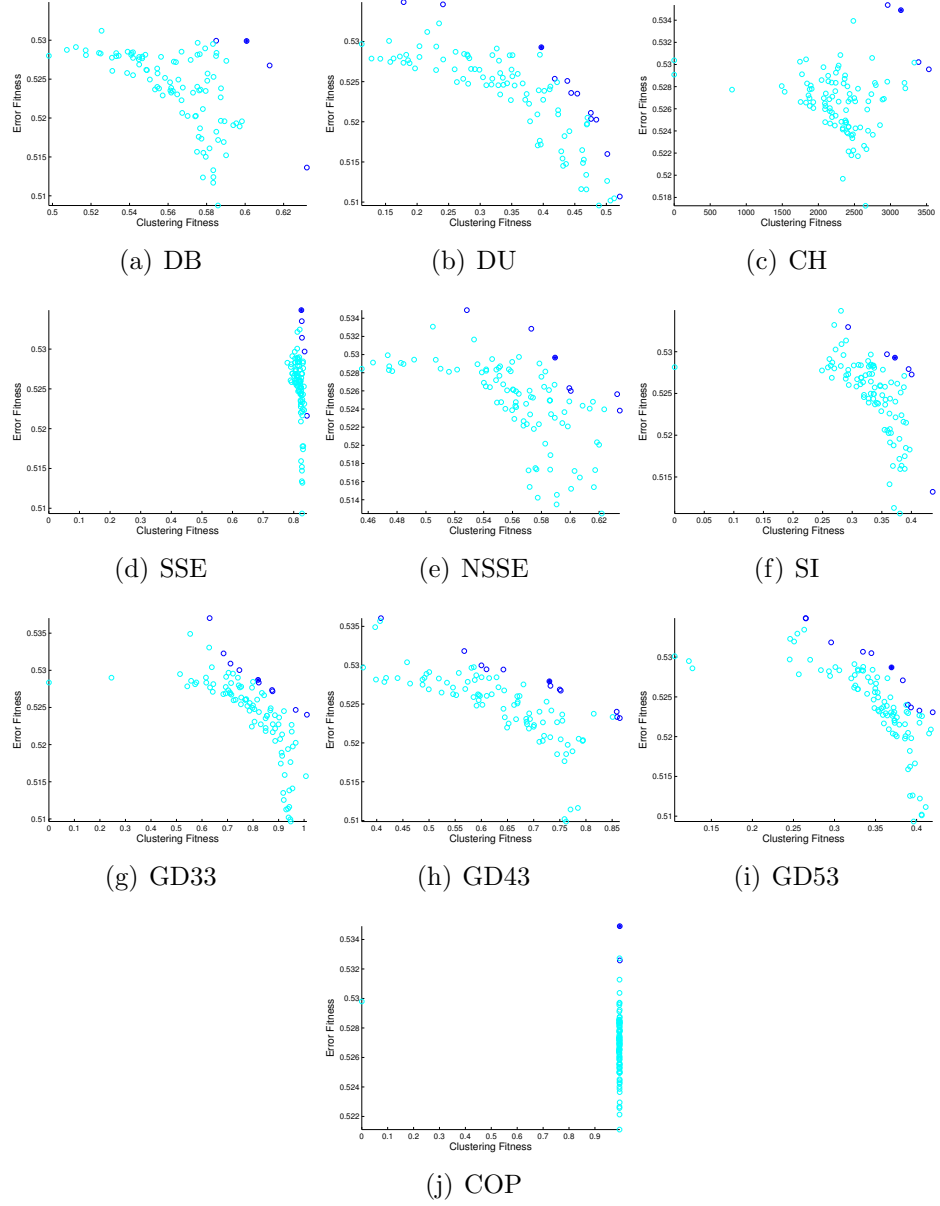 0.53
0.525
0.52
0.515
0.51
Error Fitness
0.5 0.52 0.54 0.56 0.58 0.6 0.62
Clustering Fitness
(a) DB
0.53
0.525
0.52
0.515
0.51
Error Fitness
0.15 0.2 0.25 0.3 0.35 0.4 0.45 0.5
Clustering Fitness
(b) DU
0.534
0.532
0.53
0.528
0.526
0.524
0.522
0.52
0.518
Error Fitness
0 500 1000 1500 2000 2500 3000 3500
Clustering Fitness
(c) CH
0.53
0.525
0.52
0.515
0.51
Error Fitness
0 0.1 0.2 0.3 0.4 0.5 0.6 0.7 0.8
Clustering Fitness
(d) SSE
0.534
0.532
0.53
0.528
0.526
0.524
0.522
0.52
0.518
0.516
0.514
Error Fitness
0.46 0.48 0.5 0.52 0.54 0.56 0.58 0.6 0.62
Clustering Fitness
(e) NSSE
0.53
0.525
0.52
0.515
Error Fitness
0 0.05 0.1 0.15 0.2 0.25 0.3 0.35 0.4
Clustering Fitness
(f) SI
0.535
0.53
0.525
0.52
0.515
0.51
Error Fitness
0 0.1 0.2 0.3 0.4 0.5 0.6 0.7 0.8 0.9 1
Clustering Fitness
(g) GD33
0.535
0.53
0.525
0.52
0.515
0.51
Error Fitness
0.4 0.45 0.5 0.55 0.6 0.65 0.7 0.75 0.8 0.85
Clustering Fitness
(h) GD43
0.53
0.525
0.52
0.515
0.51
Error Fitness
0.15 0.2 0.25 0.3 0.35 0.4
Clustering Fitness
(i) GD53
0.534
0.532
0.53
0.528
0.526
0.524
0.522
Error Fitness
0 0.1 0.2 0.3 0.4 0.5 0.6 0.7 0.8 0.9
Clustering Fitness
(j) COP